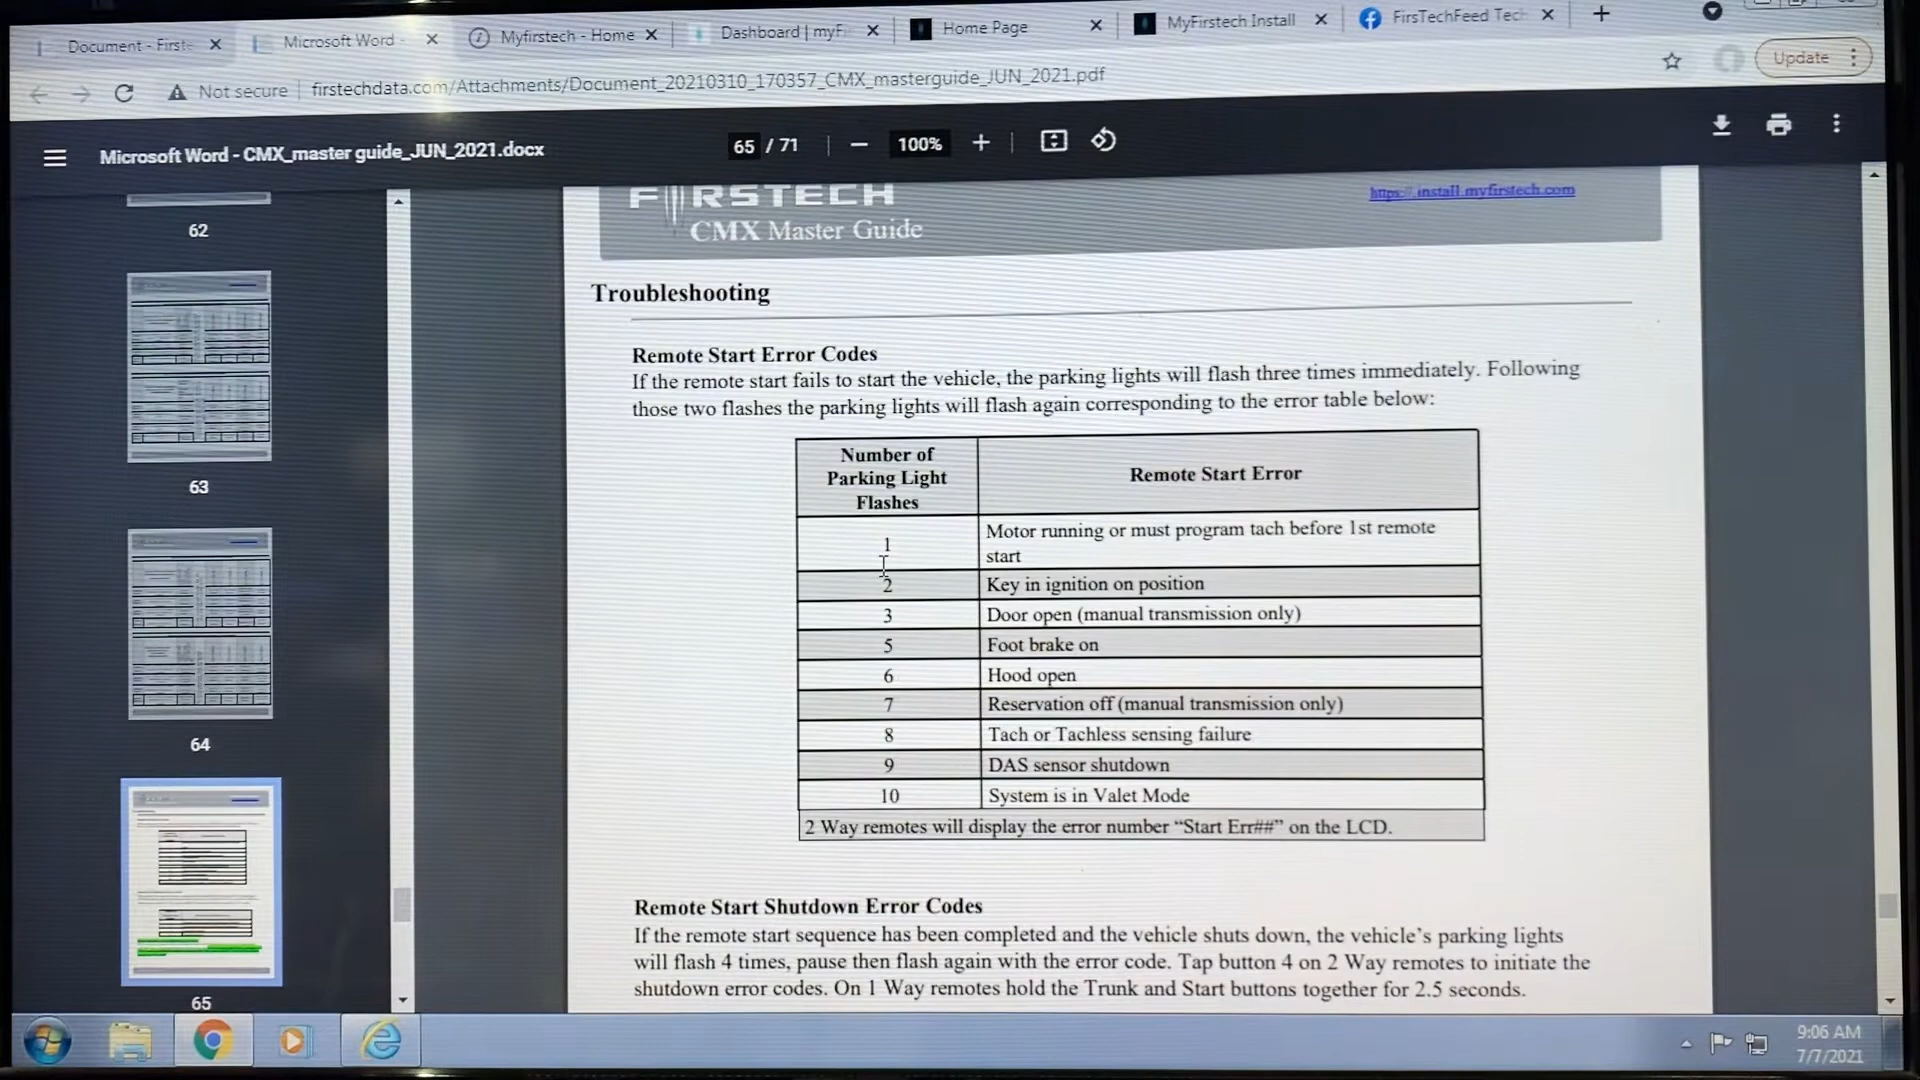 Document - Firste
Microsoft Word -
Myfirstech - Home
Dashboard | myF
Home Page
MyFirstech Install
FirsTechFeed Tech
Not secure
firstechdata.com/Attachments/Document_20210310_170357_CMX_masterguide_JUN_2021.pdf
Update
Microsoft Word - CMX_master guide_JUN_2021.docx
65 / 71
100%
62
63
64
65
FIRSTECH
CMX Master Guide
https:// install.myfirstech.com
Troubleshooting
Remote Start Error Codes
If the remote start fails to start the vehicle, the parking lights will flash three times immediately. Following
those two flashes the parking lights will flash again corresponding to the error table below:
Number of
Parking Light
Flashes
Remote Start Error
1
Motor running or must program tach before 1st remote
start
2
Key in ignition on position
3
Door open (manual transmission only)
5
Foot brake on
6
Hood open
7
Reservation off (manual transmission only)
8
Tach or Tachless sensing failure
9
DAS sensor shutdown
10
System is in Valet Mode
2 Way remotes will display the error number “Start Err##” on the LCD.
Remote Start Shutdown Error Codes
If the remote start sequence has been completed and the vehicle shuts down, the vehicle’s parking lights
will flash 4 times, pause then flash again with the error code. Tap button 4 on 2 Way remotes to initiate the
shutdown error codes. On 1 Way remotes hold the Trunk and Start buttons together for 2.5 seconds.
9:06 AM
7/7/2021